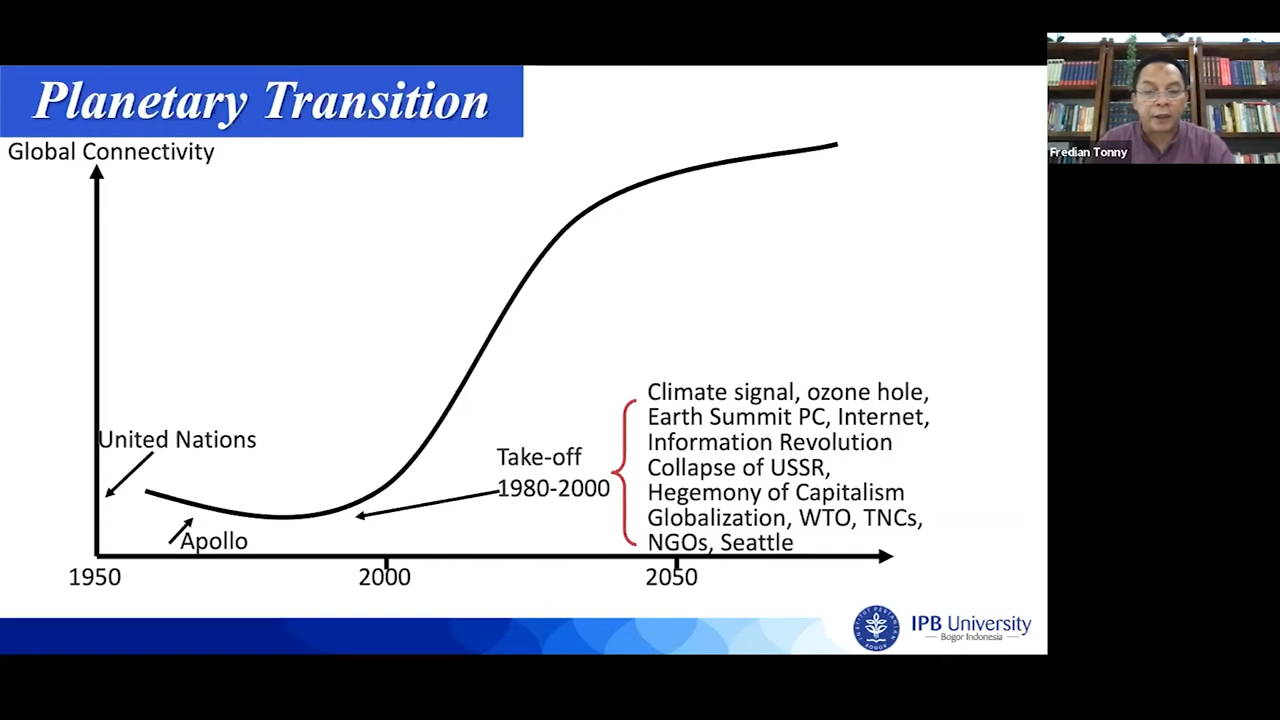 Planetary Transition
Global Connectivity
Fredian Tonny
United Nations
Apollo
Take-off
1980-2000
Climate signal, ozone hole,
Earth Summit PC, Internet,
Information Revolution
Collapse of USSR,
Hegemony of Capitalism
Globalization, WTO, TNCs,
NGOs, Seattle
1950
2000
2050
IPB University
Bogor Indonesia